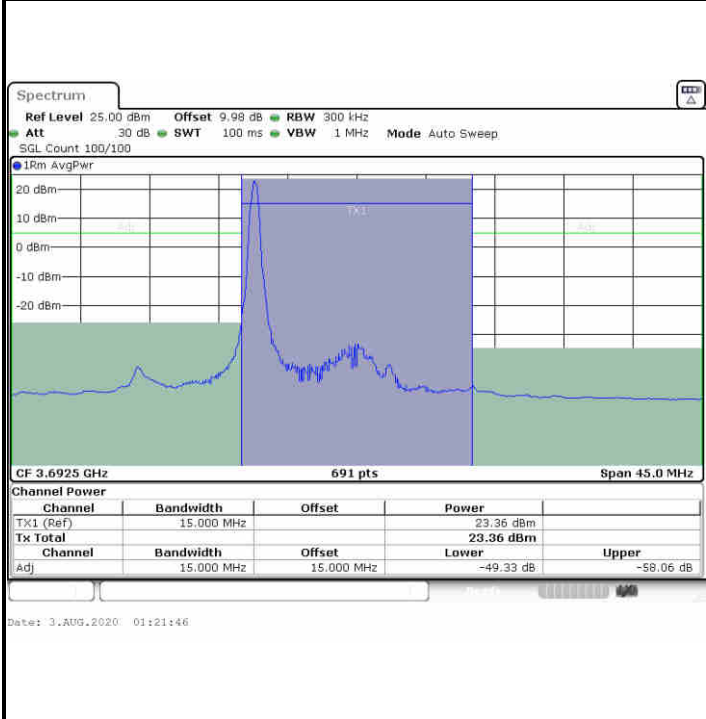 Spectrum
Ref Level 25.00 dBm Offset 9.98 dB RBW 300 kHz
Att 30 dB SWT 100 ms VBW 1 MHz Mode Auto Sweep
SGL Count 100/100
1Rm AvgPwr
20 dBm
TX1
10 dBm
Adj Adj
0 dBm
-10 dBm
-20 dBm
CF 3.6925 GHz 691 pts Span 45.0 MHz
Channel Power
Channel Bandwidth Offset Power
TX1 (Ref) 15.000 MHz 23.36 dBm
Tx Total 23.36 dBm
Channel Bandwidth Offset Lower Upper
Adj 15.000 MHz 15.000 MHz -49.33 dB -58.06 dB
Date: 3.AUG.2020 01:21:46